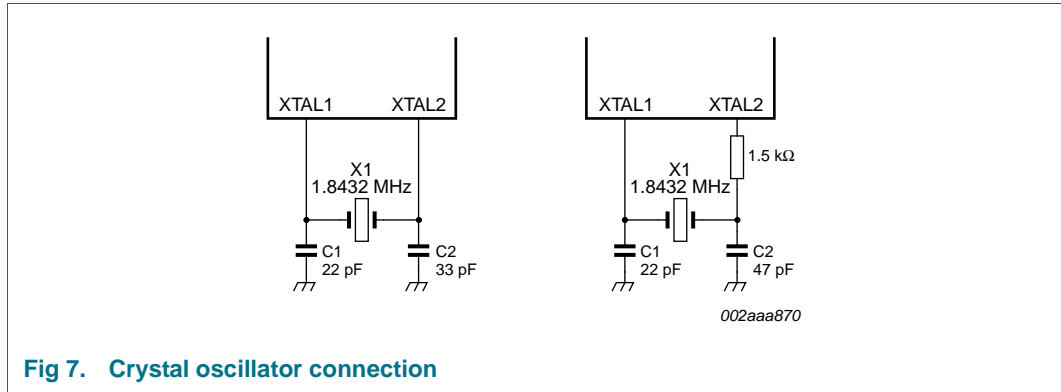 XTAL1 XTAL2
X1
1.8432 MHz
C1
22 pF
C2
33 pF
XTAL1 XTAL2
1.5 kΩ
X1
1.8432 MHz
C1
22 pF
C2
47 pF
002aaa870
Fig 7. Crystal oscillator connection